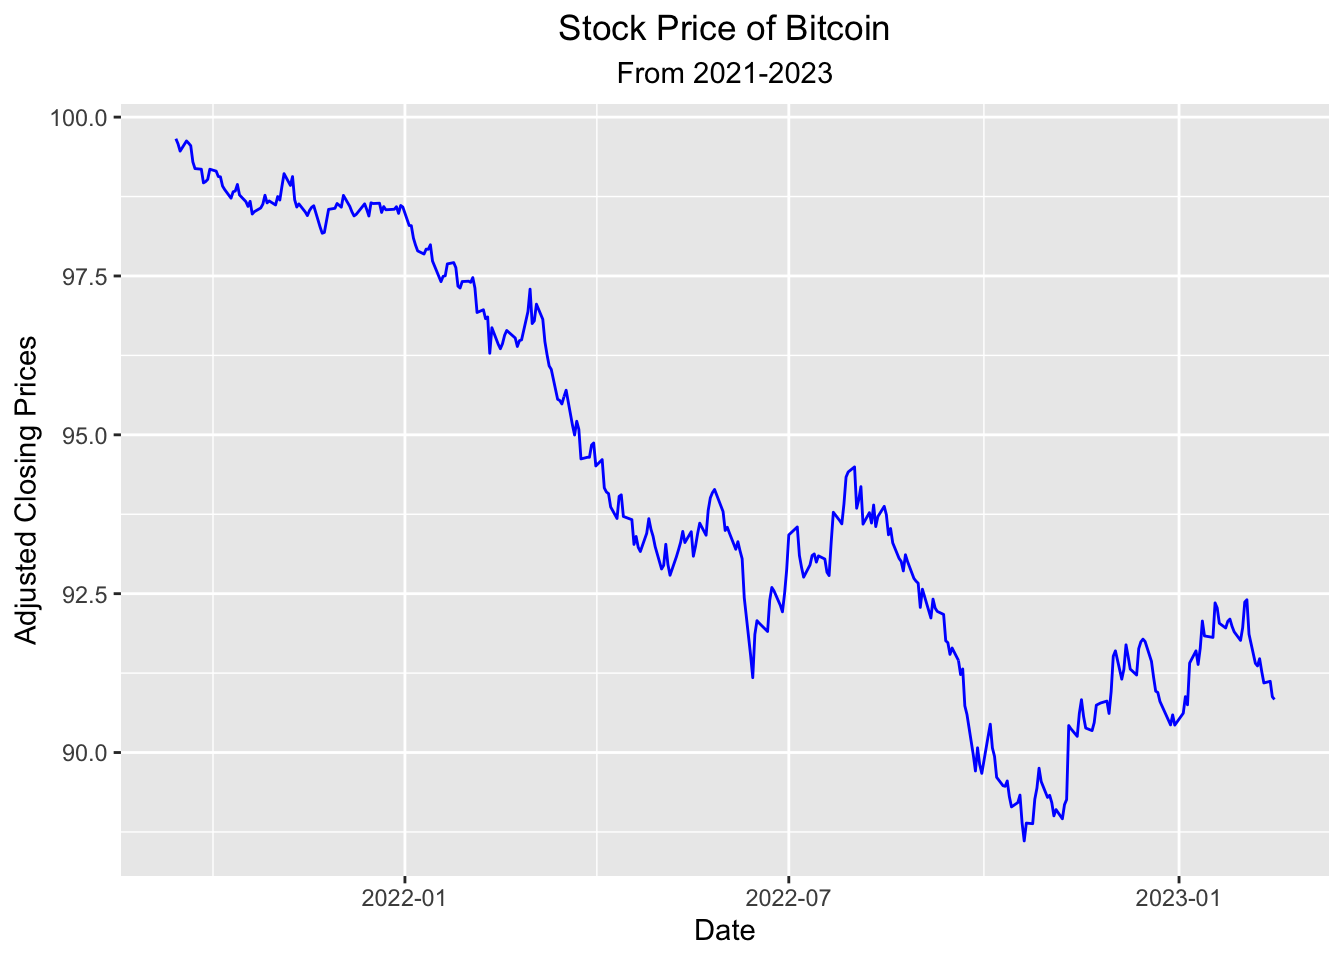 Stock Price of Bitcoin
From 2021-2023
Adjusted Closing Prices
100.0
97.5
95.0
92.5
90.0
2022-01
2022-07
2023-01
Date